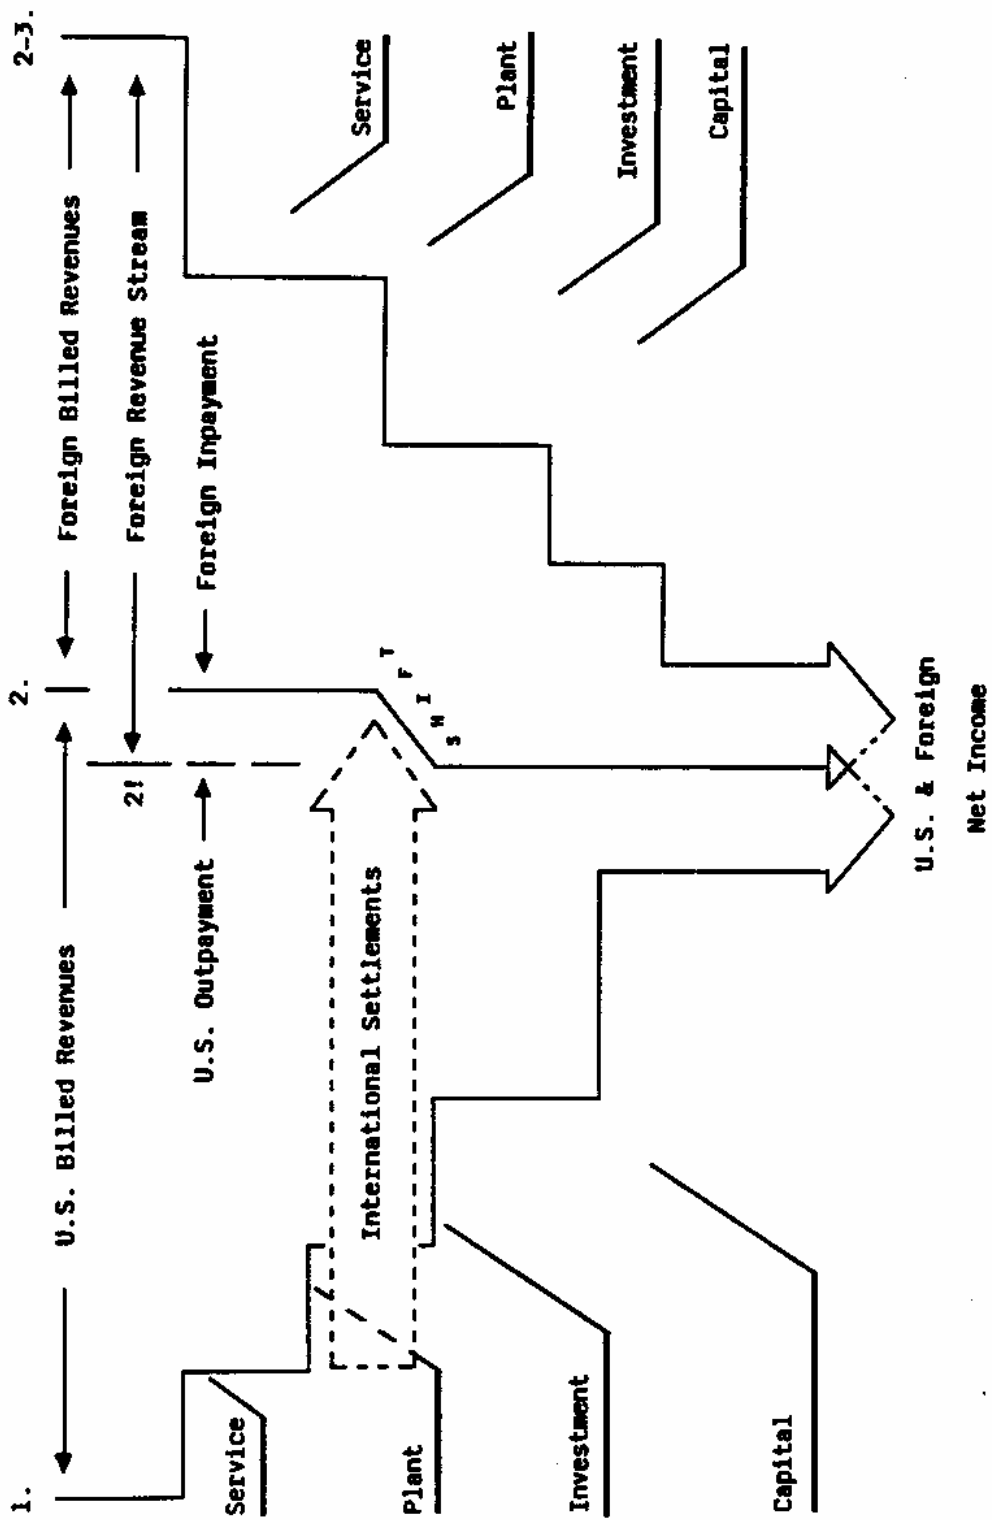 1.
2.
2-3.
U.S. Billed Revenues
Foreign Billed Revenues
2!
Foreign Revenue Stream
U.S. Outpayment
Foreign Inpayment
Service
Service
International Settlements
SHIFT
Plant
Plant
Investment
Investment
Capital
Capital
U.S. & Foreign
Net Income